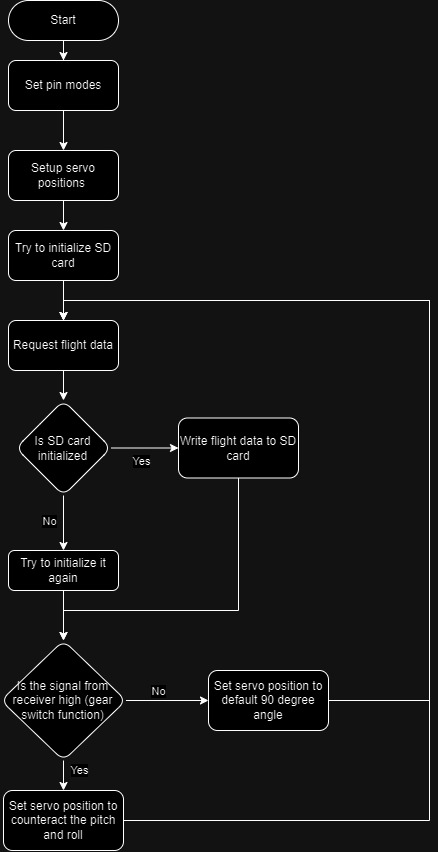 Start
Set pin modes
Setup servo
positions
Try to initialize SD
card
Request flight data
Is SD card
initialized
Yes
Write flight data to SD
card
No
Try to initialize it
again
Is the signal from
receiver high (gear
switch function)
No
Set servo position to
default 90 degree
angle
Yes
Set servo position to
counteract the pitch
and roll